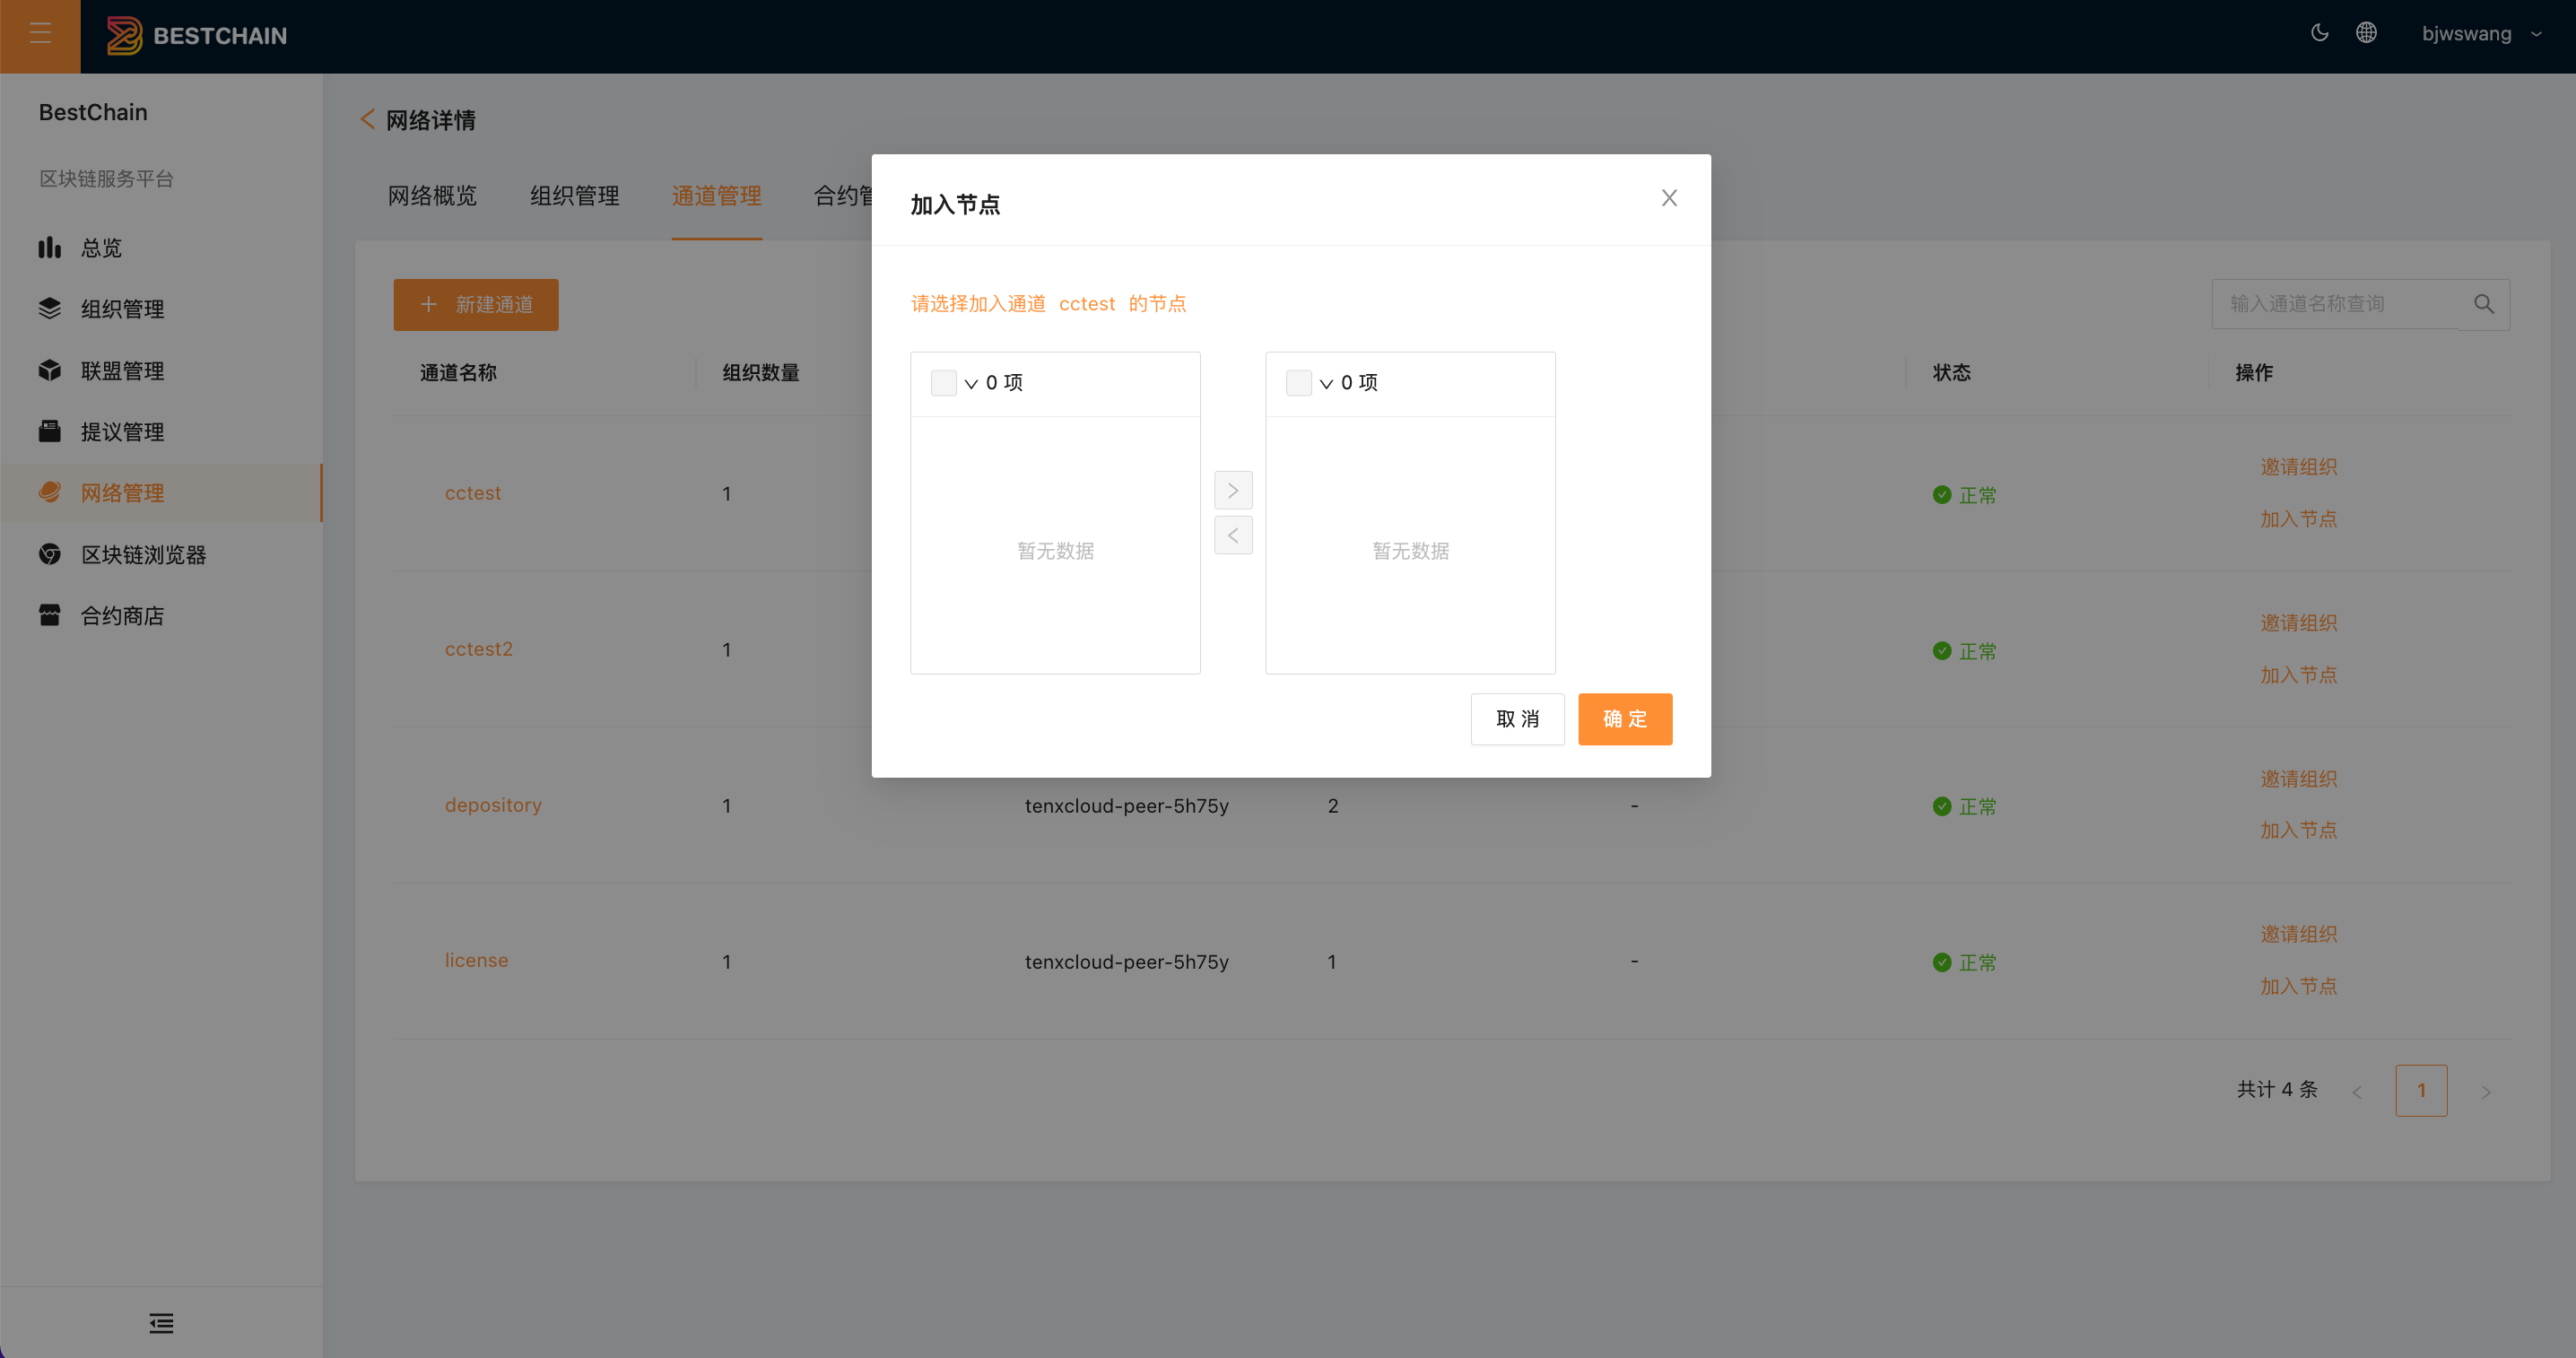 BESTCHAIN
bjwswang
BestChain
区块链服务平台
总览
组织管理
联盟管理
提议管理
网络管理
区块链浏览器
合约商店
网络详情
网络概览 组织管理 通道管理 合约管
新建通道
输入通道名称查询
通道名称 组织数量 状态 操作
cctest 1 正常 邀请组织
加入节点
cctest2 1 正常 邀请组织
加入节点
depository 1 tenxcloud-peer-5h75y 2 - 正常 邀请组织
加入节点
license 1 tenxcloud-peer-5h75y 1 - 正常 邀请组织
加入节点
共计 4 条 < 1 >
加入节点
请选择加入通道 cctest 的节点
0 项
暂无数据
0 项
暂无数据
取 消 确 定